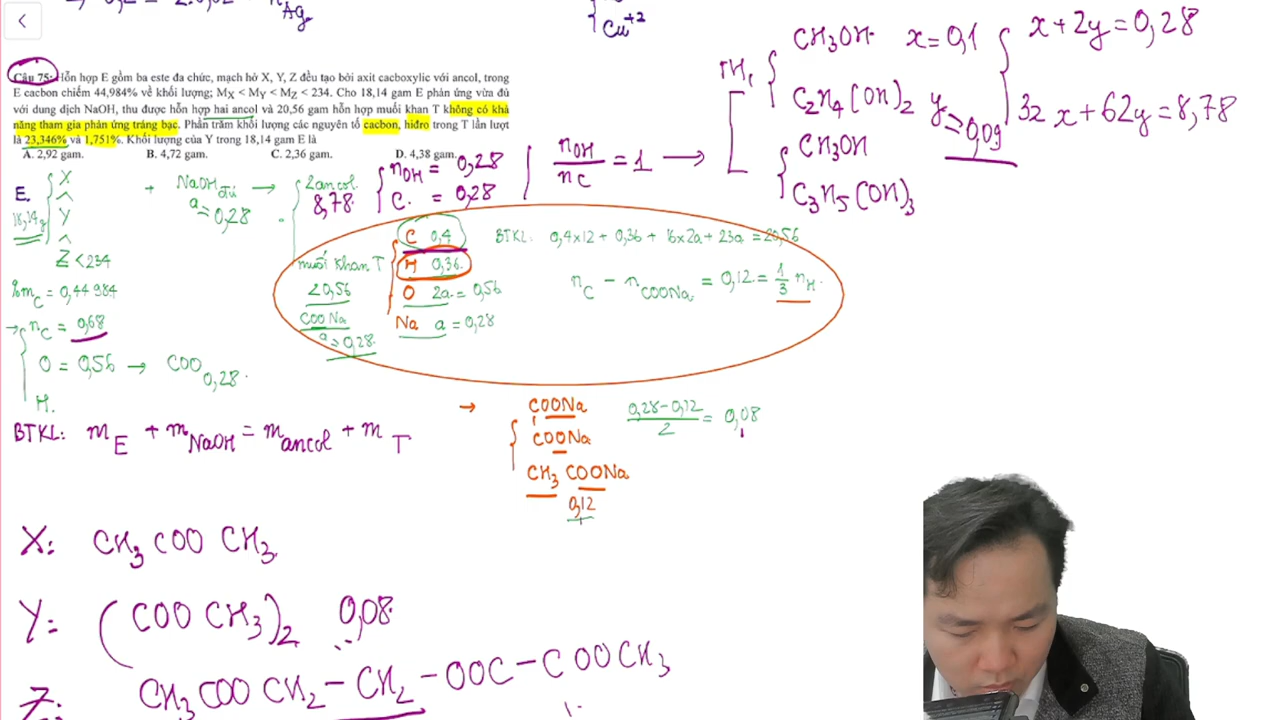 Ag
Cu⁺²
Câu 75: Hỗn hợp E gồm ba este đa chức, mạch hở X, Y, Z đều tạo bởi axit cacboxylic với ancol, trong
E cacbon chiếm 44,984% về khối lượng; Mx < My < Mz < 234. Cho 18,14 gam E phản ứng vừa đủ
với dung dịch NaOH, thu được hỗn hợp hai ancol và 20,56 gam hỗn hợp muối khan T không có khả
năng tham gia phản ứng tráng bạc. Phần trăm khối lượng các nguyên tố cacbon, hiđro trong T lần lượt
là 23,346% và 1,751%. Khối lượng của Y trong 18,14 gam E là
A. 2,92 gam. B. 4,72 gam. C. 2,36 gam. D. 4,38 gam.
TH₁
CH₃OH x=0,1
C₂H₄(OH)₂ y=0,09
x+2y=0,28
32x+62y=8,78
CH₃OH
C₃H₅(OH)₃
E. 18,14g
X
Y
Z<234
+ NaOH đủ →
a=0,28
2ancol
8,78
nOH = 0,28
C. = 0,28
nOH/nC = 1 →
muối khan T
20,56
COONa
a=0,28
C 0,4
H 0,36
O 2a=0,56
Na a=0,28
BTKL: 0,4x12+0,36+16x2a+23a=20,56
nC - nCOONa = 0,12 = 1/3 nH.
%mC=0,44984
→ nC=0,68
O=0,56 → COO 0,28.
H.
BTKL: mE + mNaOH = mancol + mT
→ COONa
COONa
(0,28-0,12)/2 = 0,08
CH₃COONa
0,12
X: CH₃COOCH₃
Y: (COOCH₃)₂ 0,08
Z: CH₃COOCH₂-CH₂-OOC-COOCH₃